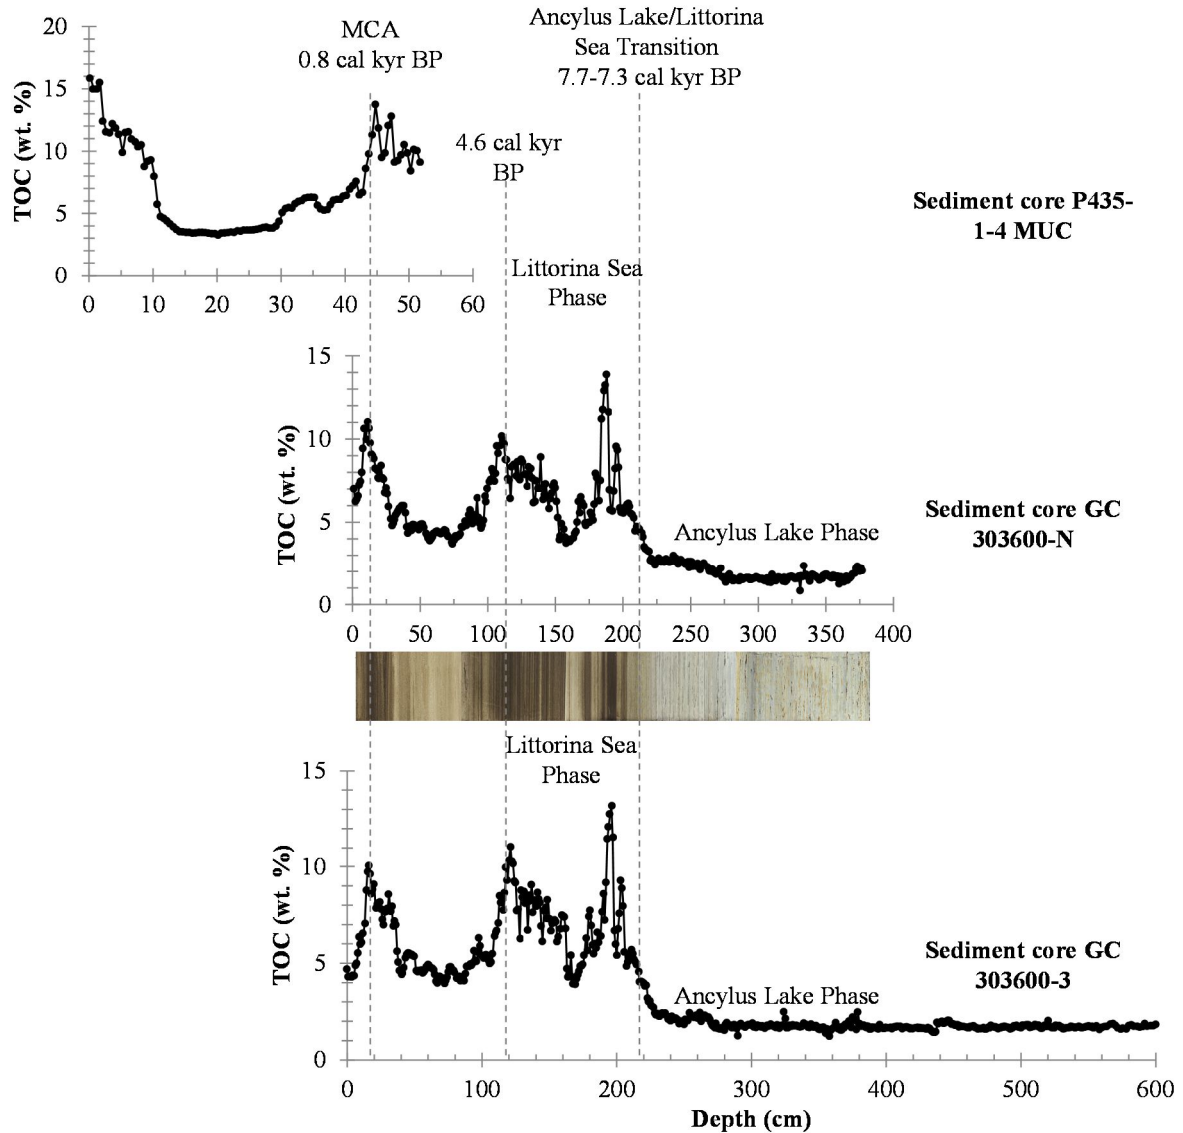 MCA
0.8 cal kyr BP
Ancylus Lake/Littorina
Sea Transition
7.7-7.3 cal kyr BP
4.6 cal kyr
BP
TOC (wt. %)
20
15
10
5
0
0 10 20 30 40 50 60
Sediment core P435-
1-4 MUC
Littorina Sea
Phase
TOC (wt. %)
15
10
5
0
0 50 100 150 200 250 300 350 400
Ancylus Lake Phase
Sediment core GC
303600-N
Littorina Sea
Phase
TOC (wt. %)
15
10
5
0
0 100 200 300 400 500 600
Ancylus Lake Phase
Sediment core GC
303600-3
Depth (cm)